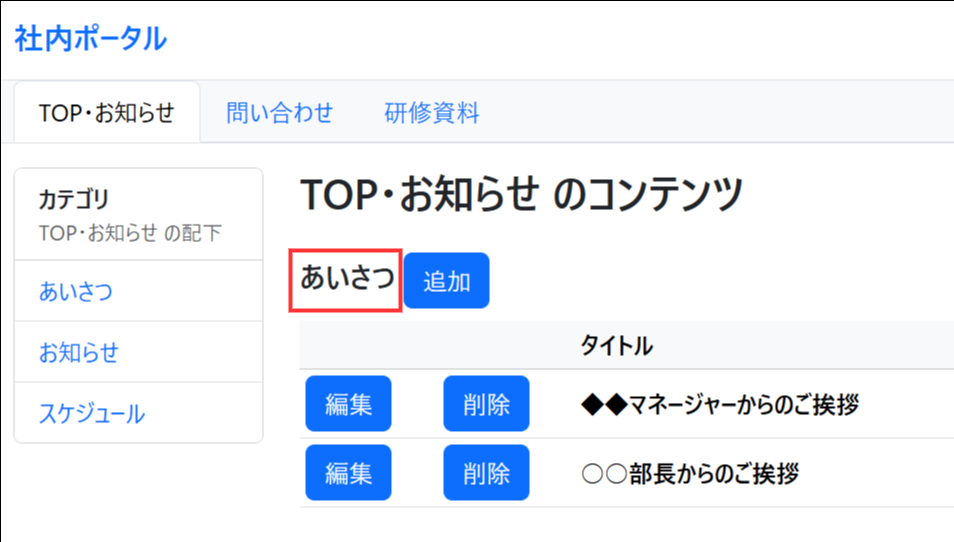 社内ポータル
TOP・お知らせ 問い合わせ 研修資料
カテゴリ
TOP・お知らせ の配下
あいさつ
お知らせ
スケジュール
TOP・お知らせ のコンテンツ
あいさつ 追加
タイトル
編集 削除 ◆◆マネージャーからのご挨拶
編集 削除 〇〇部長からのご挨拶